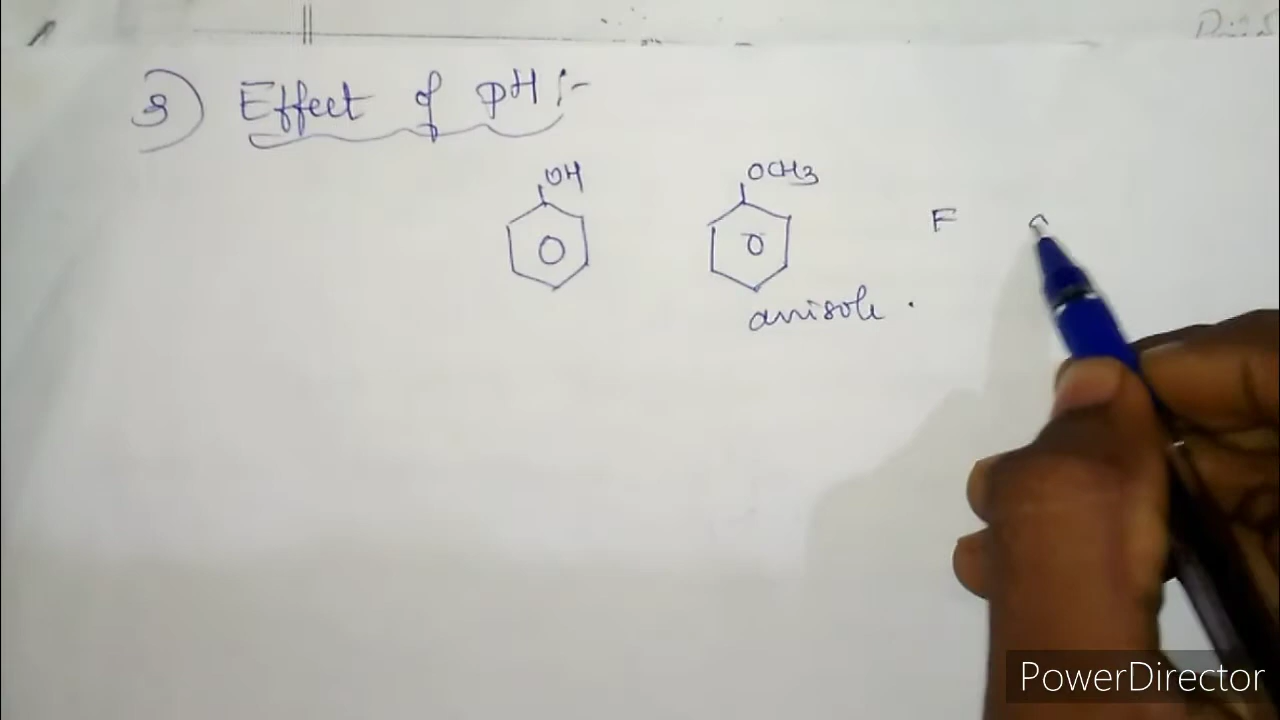 3) Effect of pH :-
OH OCH3
F
anisole .
PowerDirector